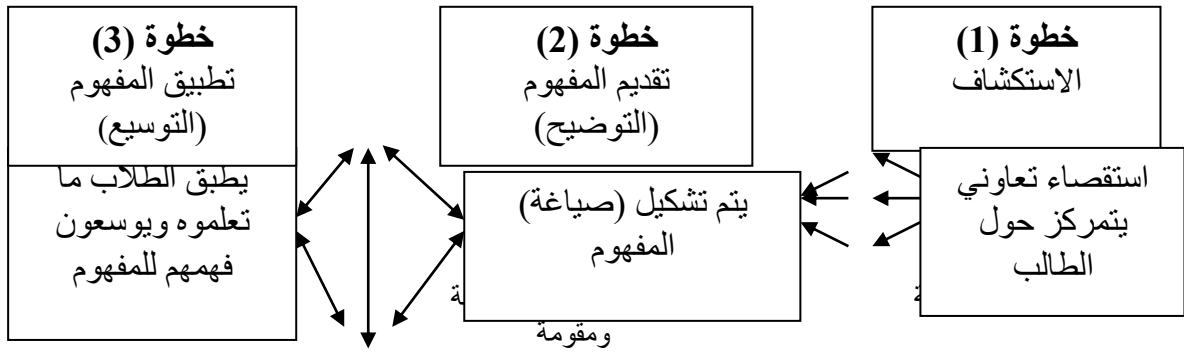 خطوة (1)
الاستكشاف
خطوة (2)
تقديم المفهوم
(التوضيح)
خطوة (3)
تطبيق المفهوم
(التوسيع)
استقصاء تعاوني
يتمركز حول
الطالب
يتم تشكيل (صياغة)
المفهوم
يطبق الطلاب ما
تعلموه ويوسعون
فهمهم للمفهوم
ومقومة